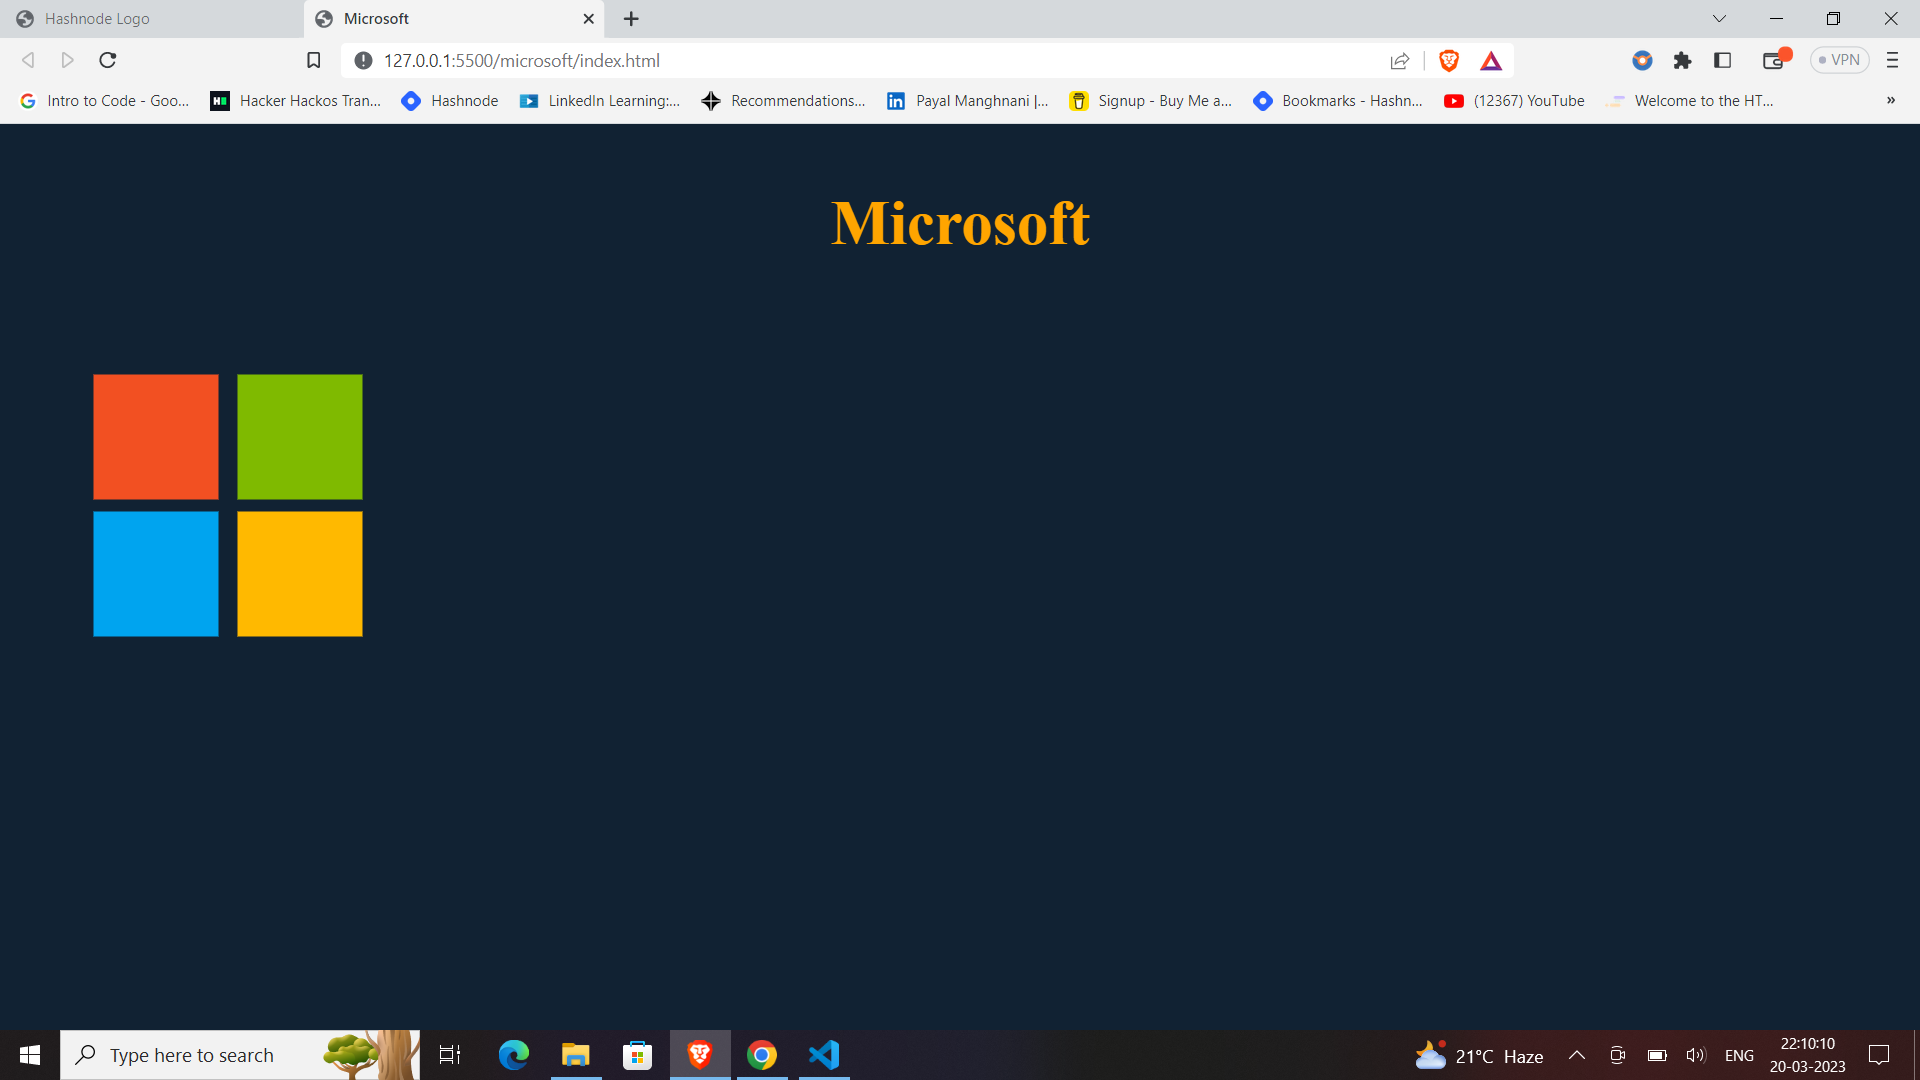 Hashnode Logo
Microsoft
127.0.0.1:5500/microsoft/index.html
VPN
Intro to Code - Goo...
Hacker Hackos Tran...
Hashnode
LinkedIn Learning:...
Recommendations...
Payal Manghnani |...
Signup - Buy Me a...
Bookmarks - Hashn...
(12367) YouTube
Welcome to the HT...
»
Microsoft
Type here to search
21°C Haze
ENG
22:10:10
20-03-2023